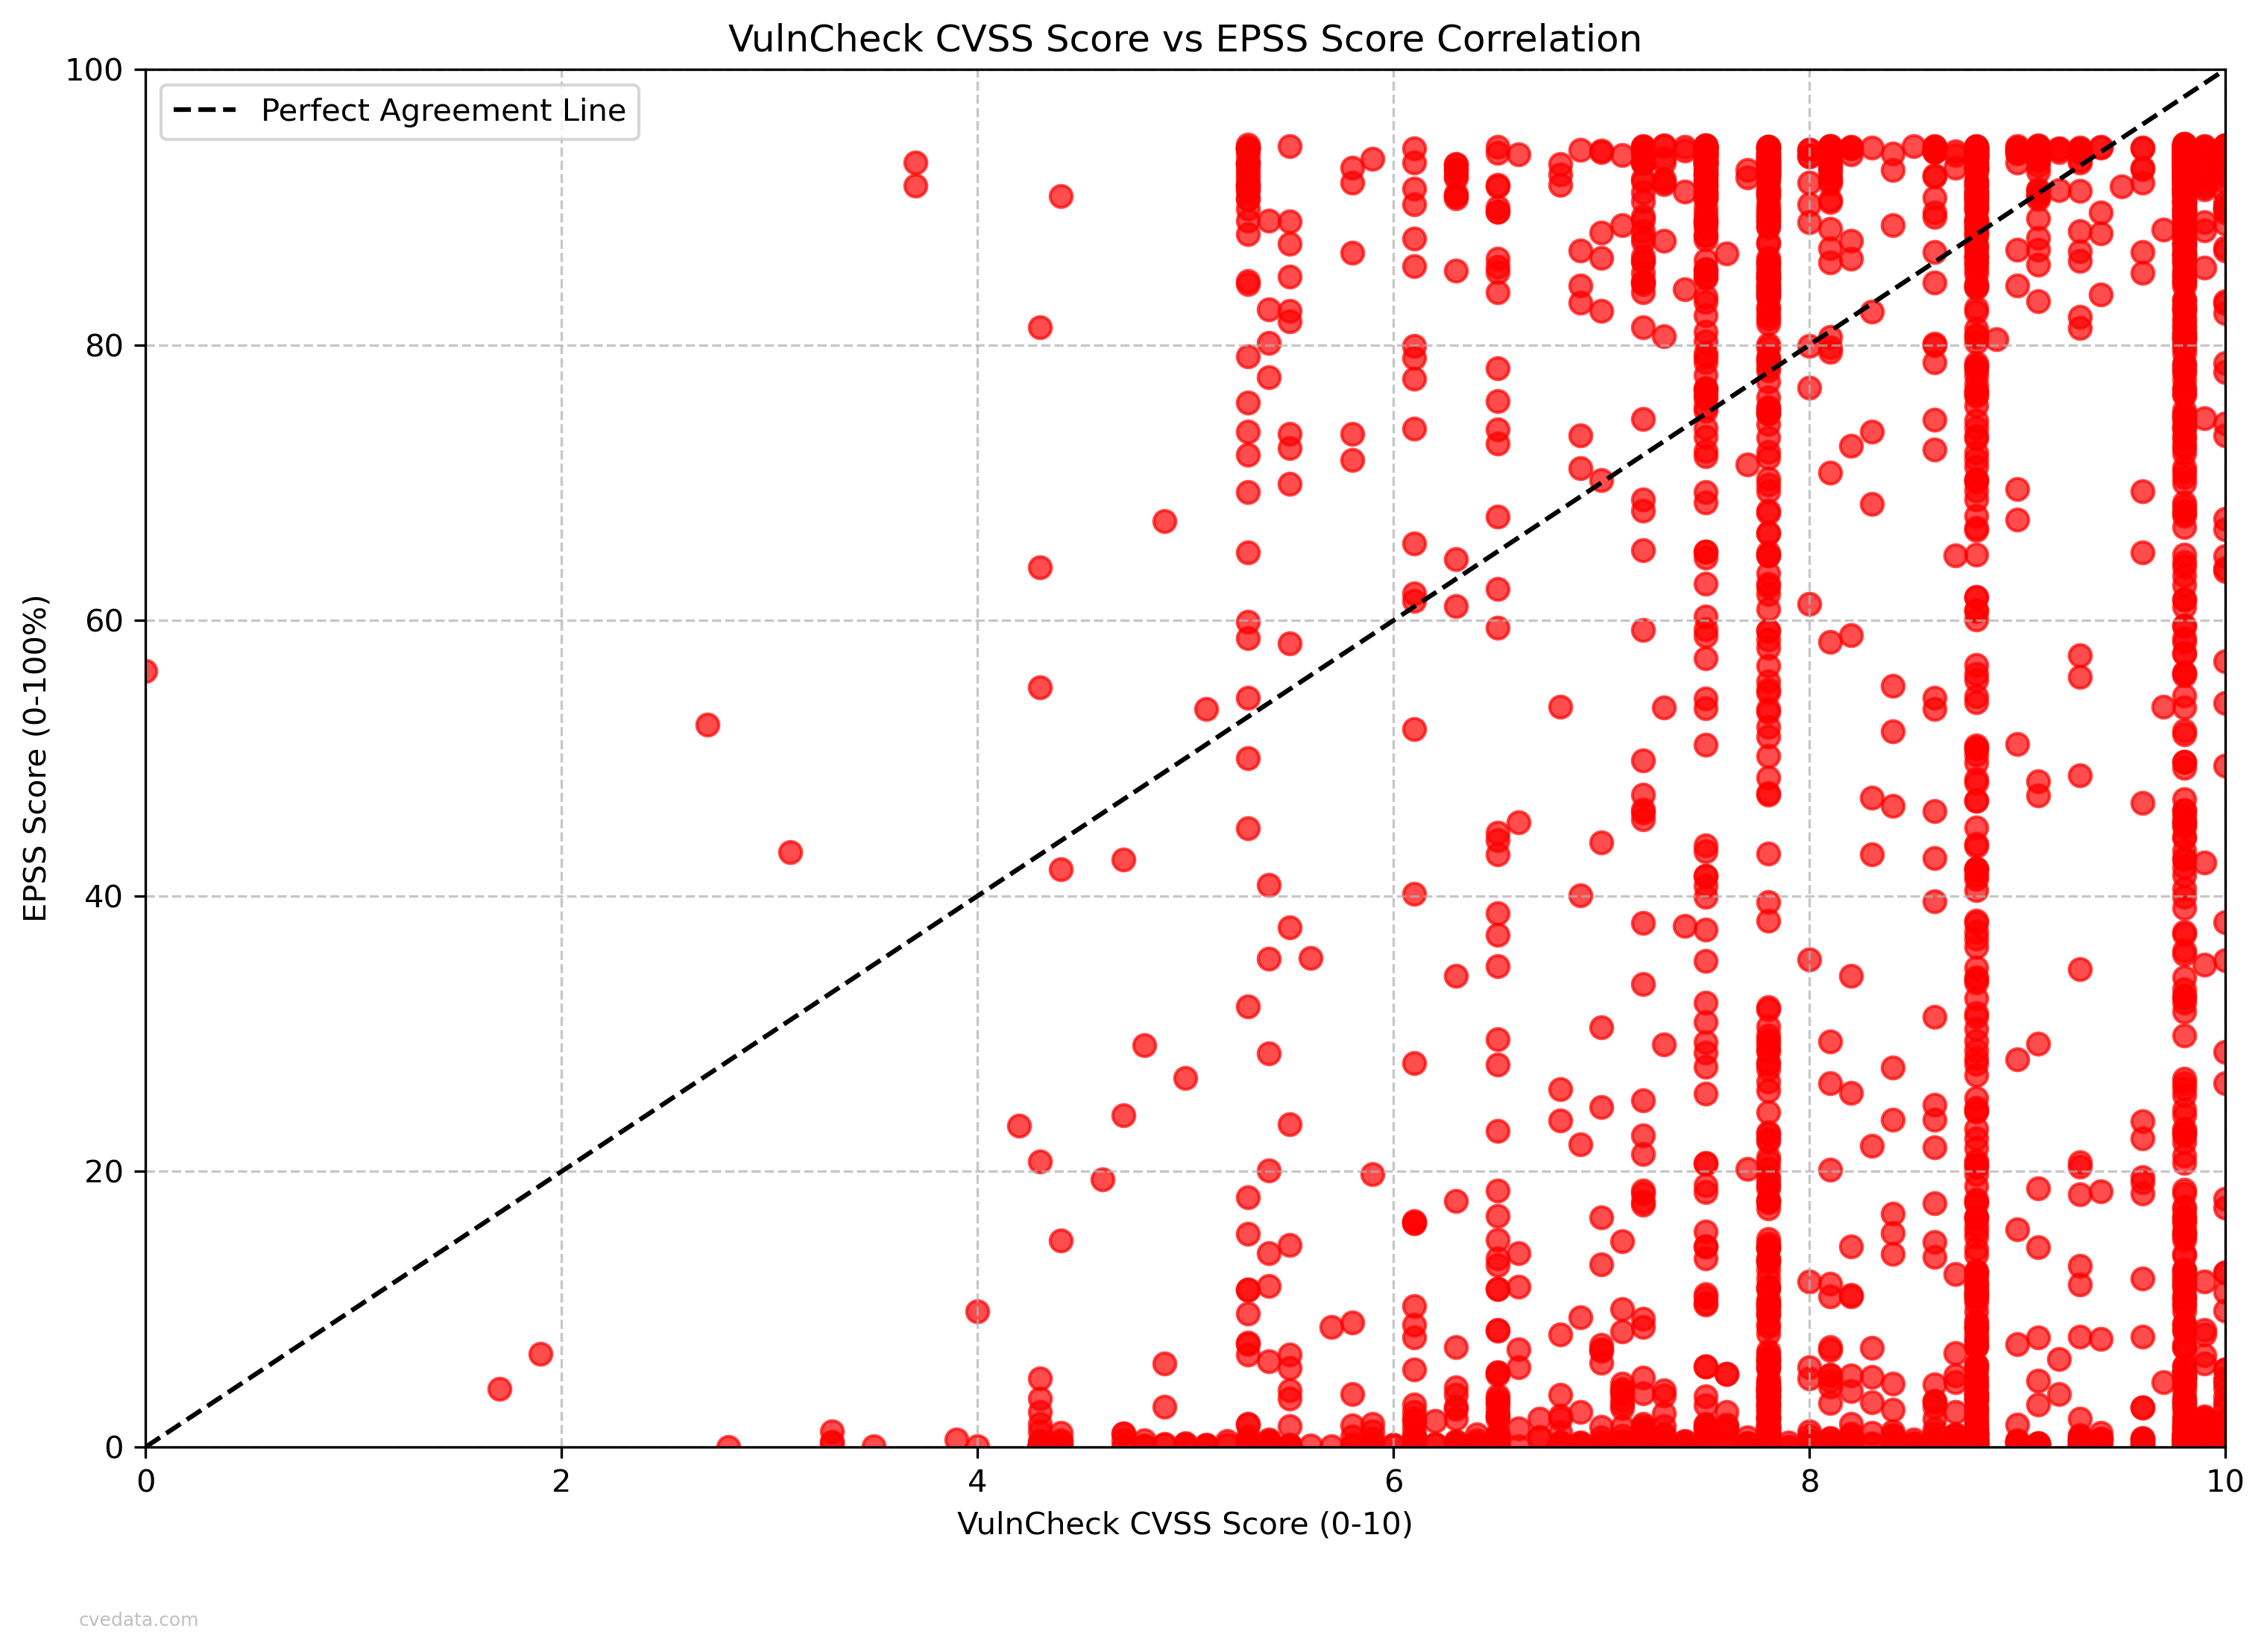 VulnCheck CVSS Score vs EPSS Score Correlation
100
Perfect Agreement Line
80
60
40
20
0
EPSS Score (0-100%)
0 2 4 6 8 10
VulnCheck CVSS Score (0-10)
cvedata.com